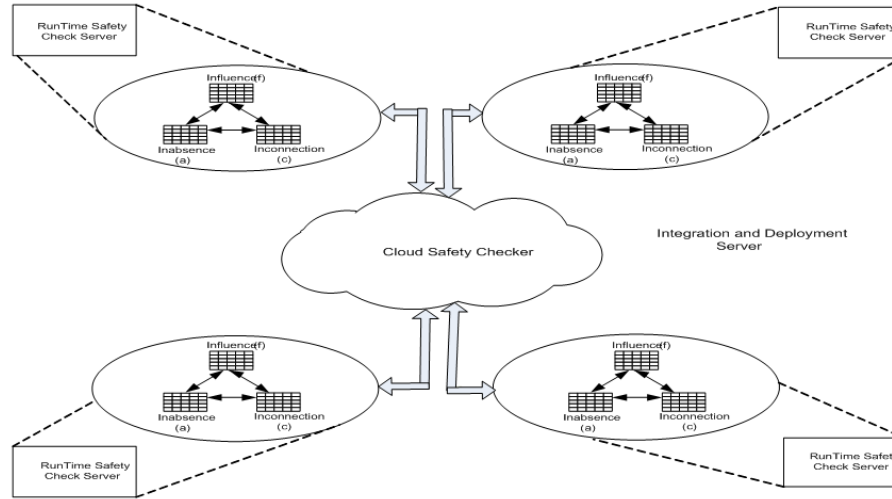 RunTime Safety
Check Server
RunTime Safety
Check Server
Influence(f)
Inabsence
(a)
Inconnection
(c)
Influence(f)
Inabsence
(a)
Inconnection
(c)
Cloud Safety Checker
Integration and Deployment
Server
Influence(f)
Inabsence
(a)
Inconnection
(c)
Influence(f)
Inabsence
(a)
Inconnection
(c)
RunTime Safety
Check Server
RunTime Safety
Check Server